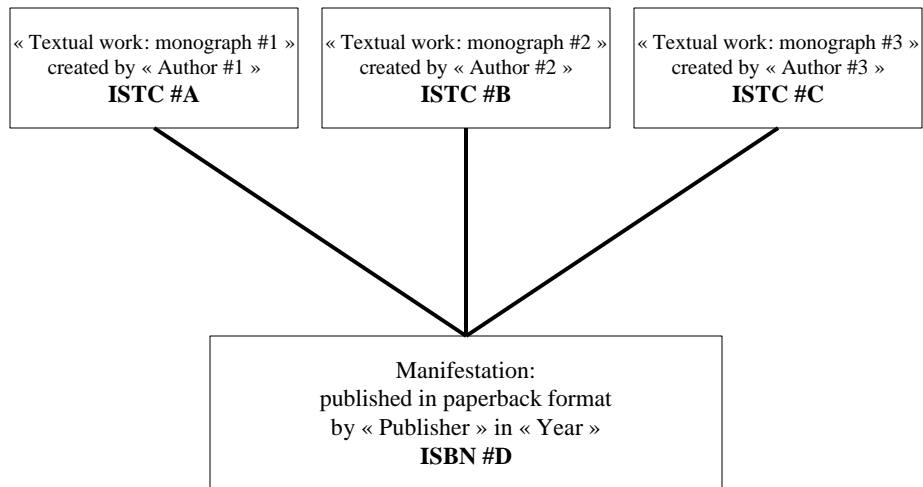 « Textual work: monograph #1 »
created by « Author #1 »
ISTC #A
« Textual work: monograph #2 »
created by « Author #2 »
ISTC #B
« Textual work: monograph #3 »
created by « Author #3 »
ISTC #C
Manifestation:
published in paperback format
by « Publisher » in « Year »
ISBN #D